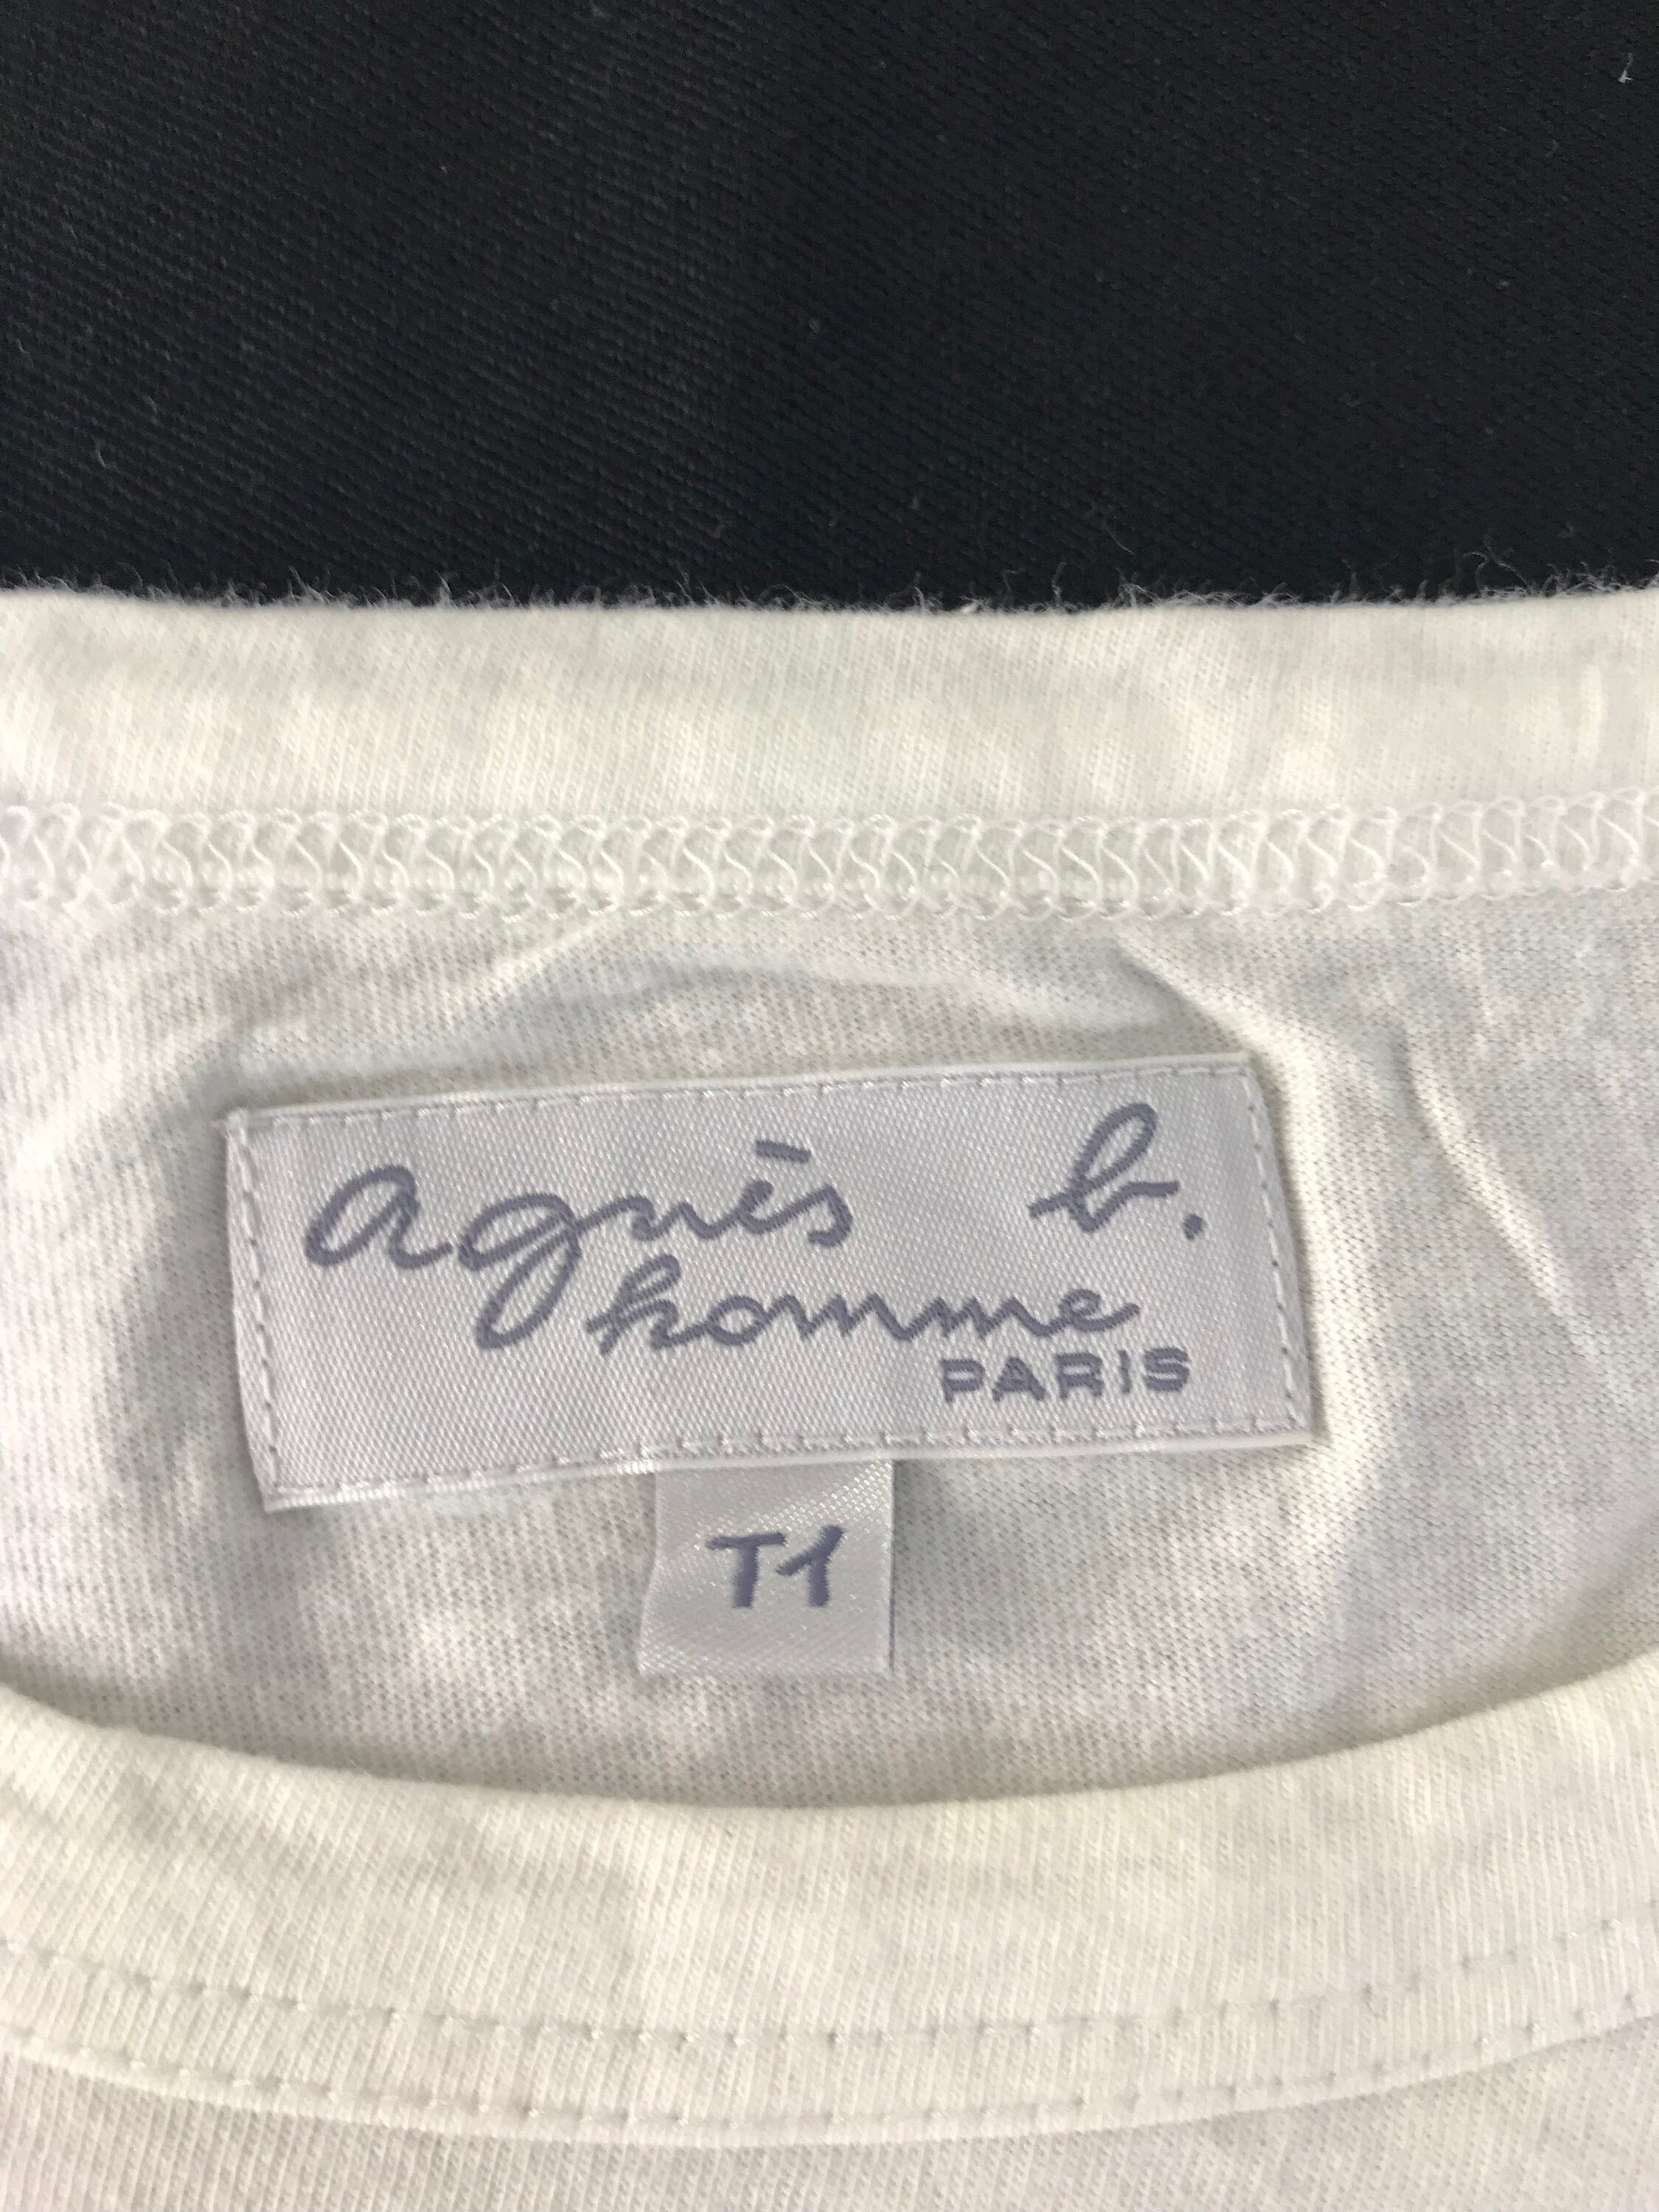 agnès b.
homme
PARIS
T1